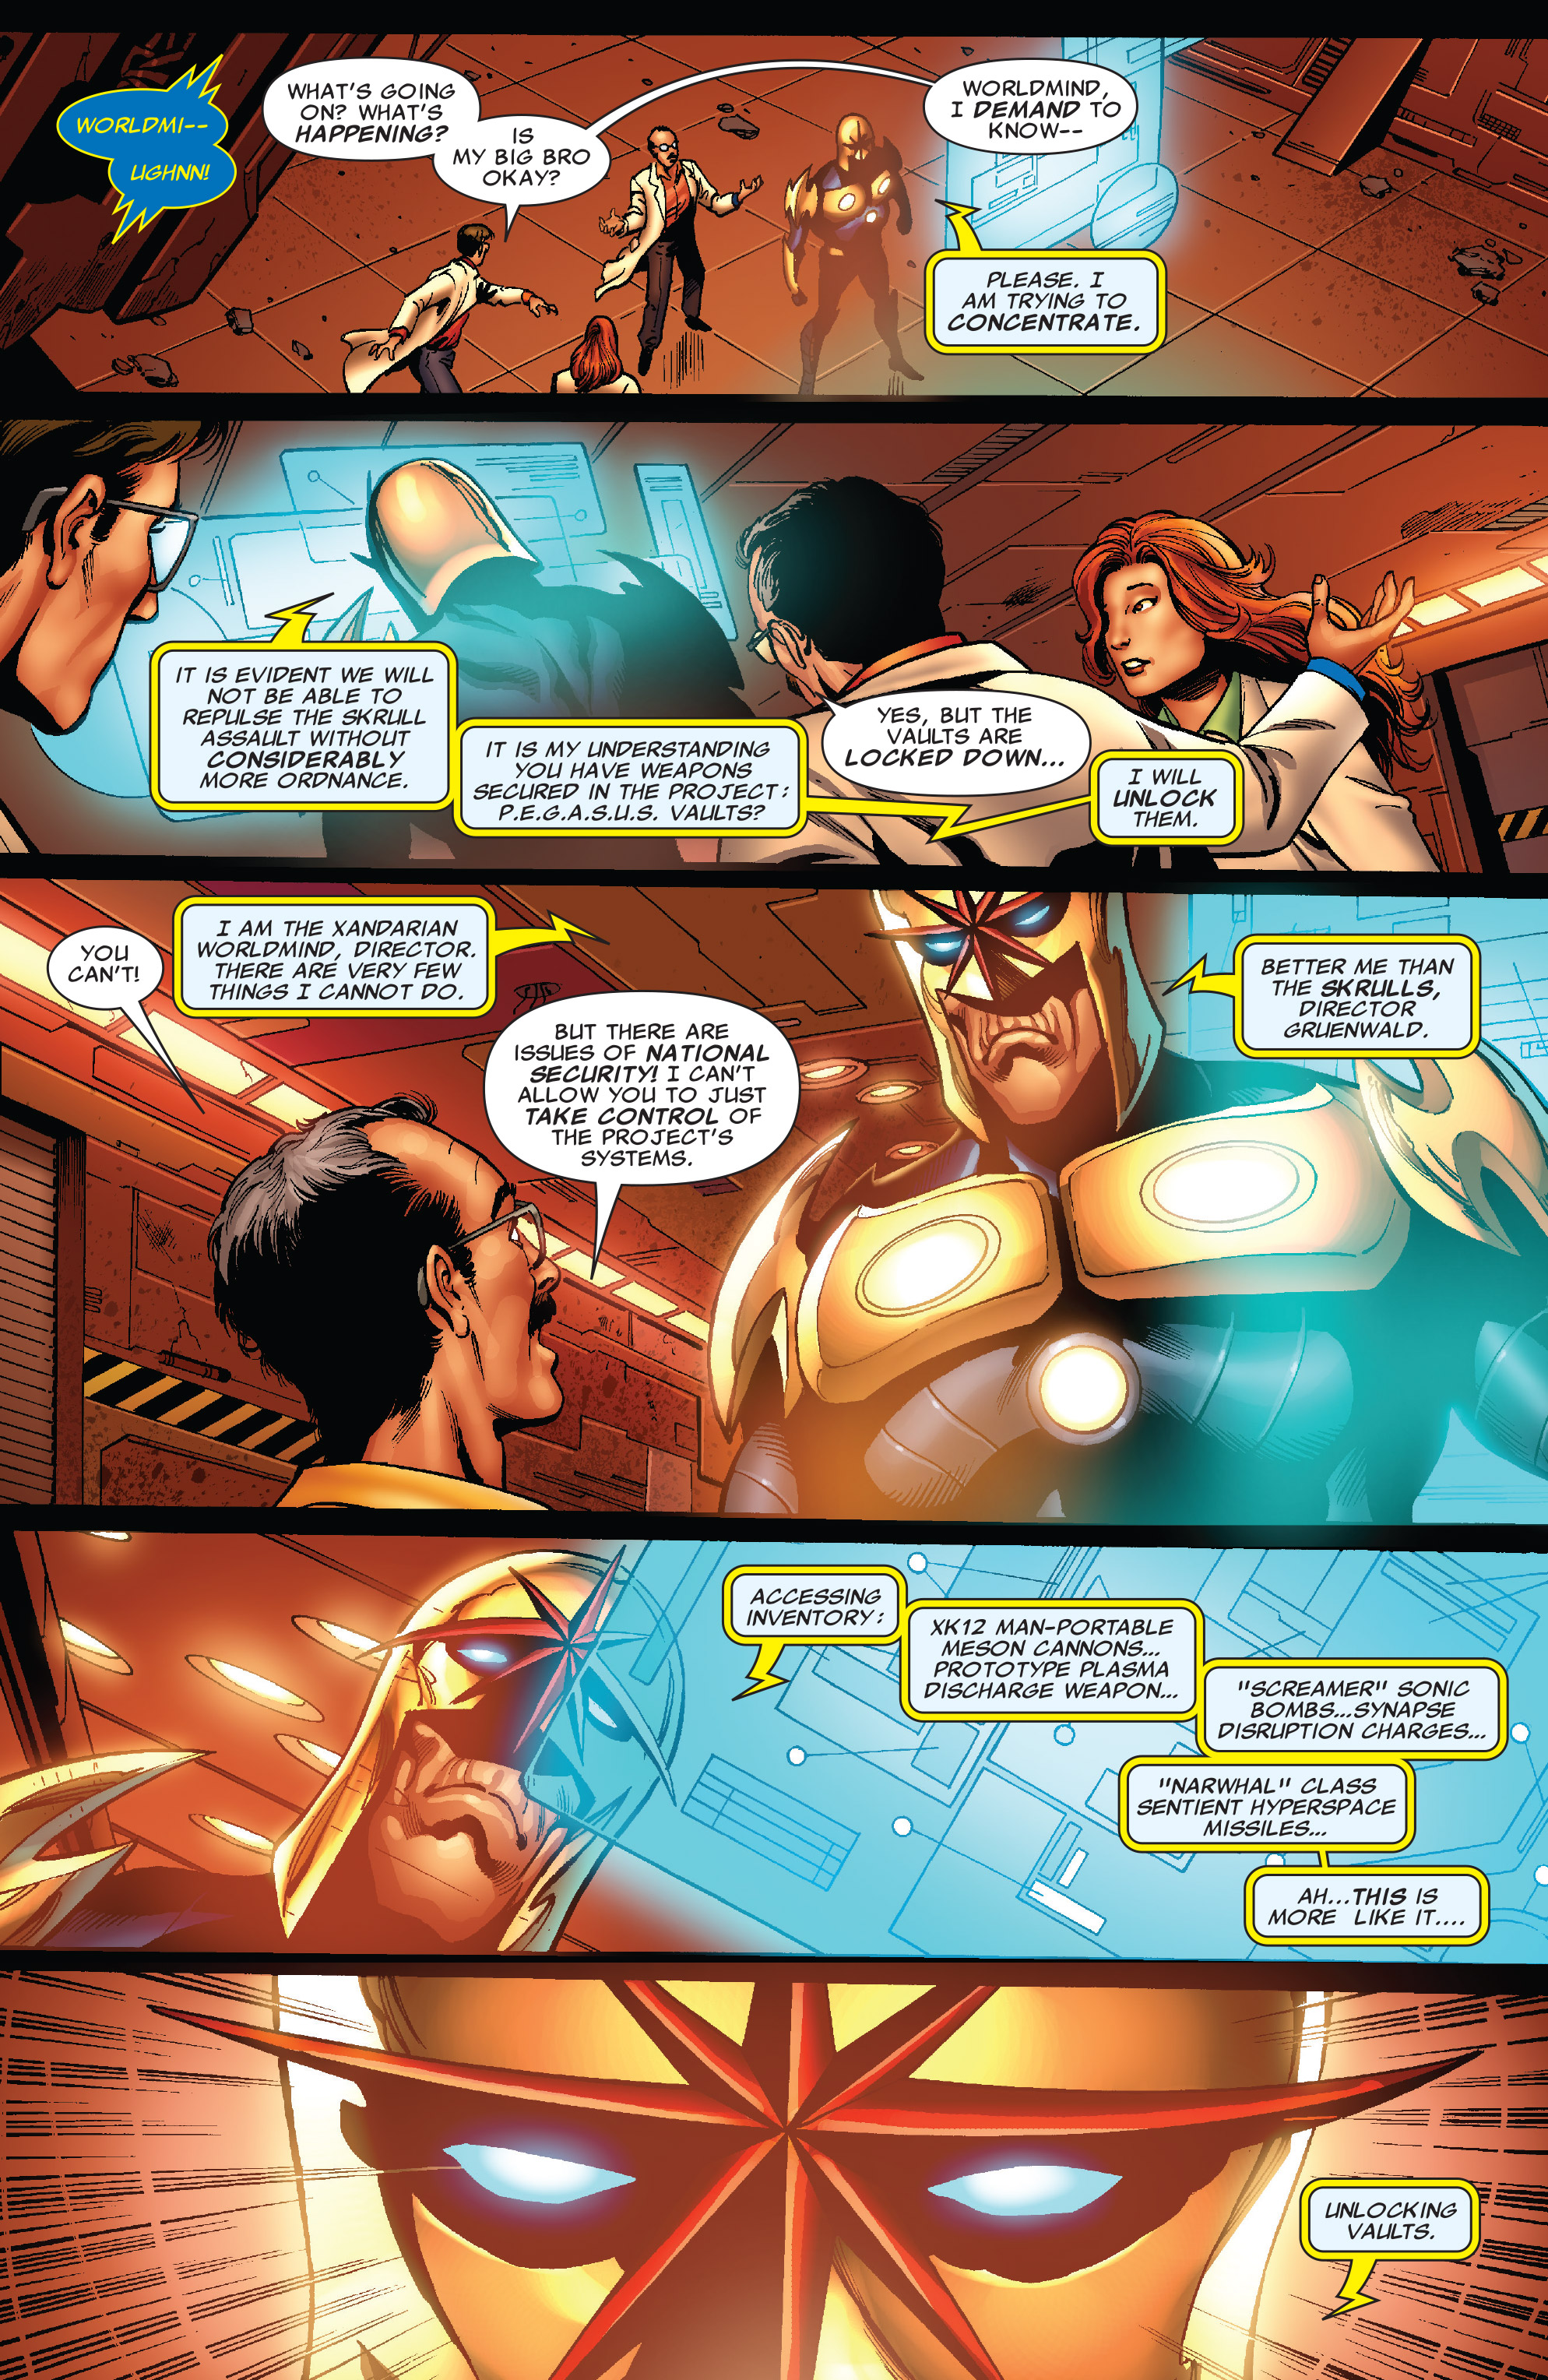 WORLDMI--
UGHNN!
WHAT'S GOING
ON? WHAT'S
HAPPENING?
IS
MY BIG BRO
OKAY?
WORLDMIND,
I DEMAND TO
KNOW--
PLEASE. I
AM TRYING TO
CONCENTRATE.
IT IS EVIDENT WE WILL
NOT BE ABLE TO
REPULSE THE SKRULL
ASSAULT WITHOUT
CONSIDERABLY
MORE ORDNANCE.
IT IS MY UNDERSTANDING
YOU HAVE WEAPONS
SECURED IN THE PROJECT:
P.E.G.A.S.U.S. VAULTS?
YES, BUT THE
VAULTS ARE
LOCKED DOWN...
I WILL
UNLOCK
THEM.
YOU
CAN'T!
I AM THE XANDARIAN
WORLDMIND, DIRECTOR.
THERE ARE VERY FEW
THINGS I CANNOT DO.
BUT THERE ARE
ISSUES OF NATIONAL
SECURITY! I CAN'T
ALLOW YOU TO JUST
TAKE CONTROL OF
THE PROJECT'S
SYSTEMS.
BETTER ME THAN
THE SKRULLS,
DIRECTOR
GRUENWALD.
ACCESSING
INVENTORY:
XK12 MAN-PORTABLE
MESON CANNONS...
PROTOTYPE PLASMA
DISCHARGE WEAPON...
"SCREAMER" SONIC
BOMBS...SYNAPSE
DISRUPTION CHARGES...
"NARWHAL" CLASS
SENTIENT HYPERSPACE
MISSILES...
AH...THIS IS
MORE LIKE IT....
UNLOCKING
VAULTS.